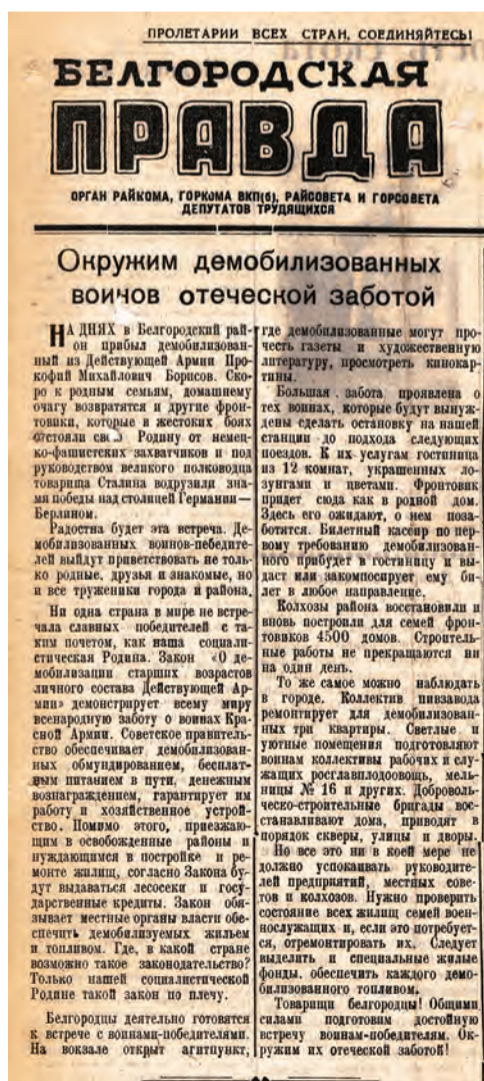 ПРОЛЕТАРИИ ВСЕХ СТРАН, СОЕДИНЯЙТЕСЬ!
БЕЛГОРОДСКАЯ
ПРАВДА
ОРГАН РАЙКОМА, ГОРКОМА ВКП(б), РАЙСОВЕТА И ГОРСОВЕТА
ДЕПУТАТОВ ТРУДЯЩИХСЯ
Окружим демобилизованных
воинов отеческой заботой
НА ДНЯХ в Белгородский рай-
он прибыл демобилизован-
ный из Действующей Армии Про-
кофий Михайлович Борисов. Ско-
ро к родным семьям, домашнему
очагу возвратятся и другие фрон-
товики, которые в жестоких боях
отстояли свою Родину от немец-
ко-фашистских захватчиков и под
руководством великого полководца
товарища Сталина водрузили зна-
мя победы над столицей Германии—
Берлином.
Радостна будет эта встреча. Де-
мобилизованных воинов-победите-
лей выйдут приветствовать не толь-
ко родные, друзья и знакомые, но
и все труженики города и района.
Ни одна страна в мире не встре-
чала славных победителей с та-
ким почетом, как наша социали-
стическая Родина. Закон «О де-
мобилизации старших возрастов
личного состава Действующей Ар-
мии» демонстрирует всему миру
всенародную заботу о воинах Кра-
сной Армии. Советское правитель-
ство обеспечивает демобилизован-
ных обмундированием, бесплат-
ным питанием в пути, денежным
вознаграждением, гарантирует им
работу и хозяйственное устрой-
ство. Помимо этого, приезжаю-
щим в освобожденные районы и
нуждающимся в постройке и ре-
монте жилищ, согласно Закона бу-
дут выдаваться лесосеки и госу-
дарственные кредиты. Закон обя-
зывает местные органы власти обе-
спечить демобилизуемых жильем
и топливом. Где, в какой стране
возможно такое законодательство?
Только нашей социалистической
Родине такой закон по плечу.
Белгородцы деятельно готовятся
к встрече с воинами-победителями.
На вокзале открыт агитпункт,
где демобилизованные могут про-
честь газеты и художественную
литературу, просмотреть кинокар-
тины.
Большая забота проявлена о
тех воинах, которые будут вынуж-
дены сделать остановку на нашей
станции до подхода следующих
поездов. К их услугам гостиница
из 12 комнат, украшенных ло-
зунгами и цветами. Фронтовик
придет сюда как в родной дом.
Здесь его ожидают, о нем поза-
ботятся. Билетный кассир по пер-
вому требованию демобилизован-
ного прибудет в гостиницу и вы-
даст или закомпосирует ему би-
лет в любое направление.
Колхозы района восстановили и
вновь построили для семей фрон-
товиков 4500 домов. Строитель-
ные работы не прекращаются ни
на один день.
То же самое можно наблюдать
в городе. Коллектив пивзавода
ремонтирует для демобилизован-
ных три квартиры. Светлые и
уютные помещения подготовляют
воинам коллективы рабочих и слу-
жащих росглавплодоовощь, мель-
ницы № 16 и других. Доброволь-
ческо-строительные бригады вос-
станавливают дома, приводят в
порядок скверы, улицы и дворы.
Но все это ни в коей мере не
должно успокаивать руководите-
лей предприятий, местных сове-
тов и колхозов. Нужно проверить
состояние всех жилищ семей воен-
нослужащих и, если это потребует-
ся, отремонтировать их. Следует
выделить и специальные жилые
фонды, обеспечить каждого демо-
билизованного топливом.
Товарищи белгородцы! Общими
силами подготовим достойную
встречу воинам-победителям. Ок-
ружим их отеческой заботой!